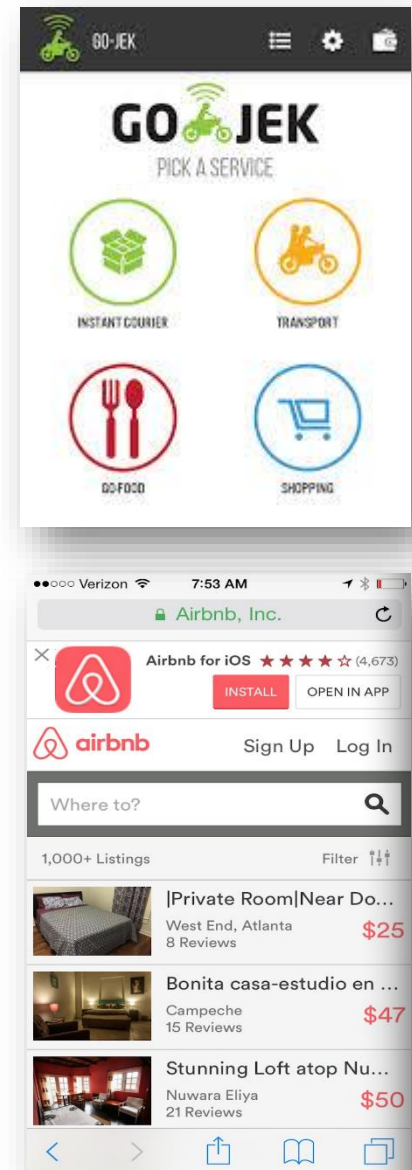 GO-JEK
GO JEK
PICK A SERVICE
INSTANT COURIER
TRANSPORT
GO-FOOD
SHOPPING
Verizon 7:53 AM
Airbnb, Inc.
Airbnb for iOS ★★★★☆ (4,673)
INSTALL OPEN IN APP
airbnb Sign Up Log In
Where to?
1,000+ Listings Filter
|Private Room|Near Do...
West End, Atlanta
8 Reviews
$25
Bonita casa-estudio en ...
Campeche
15 Reviews
$47
Stunning Loft atop Nu...
Nuwara Eliya
21 Reviews
$50